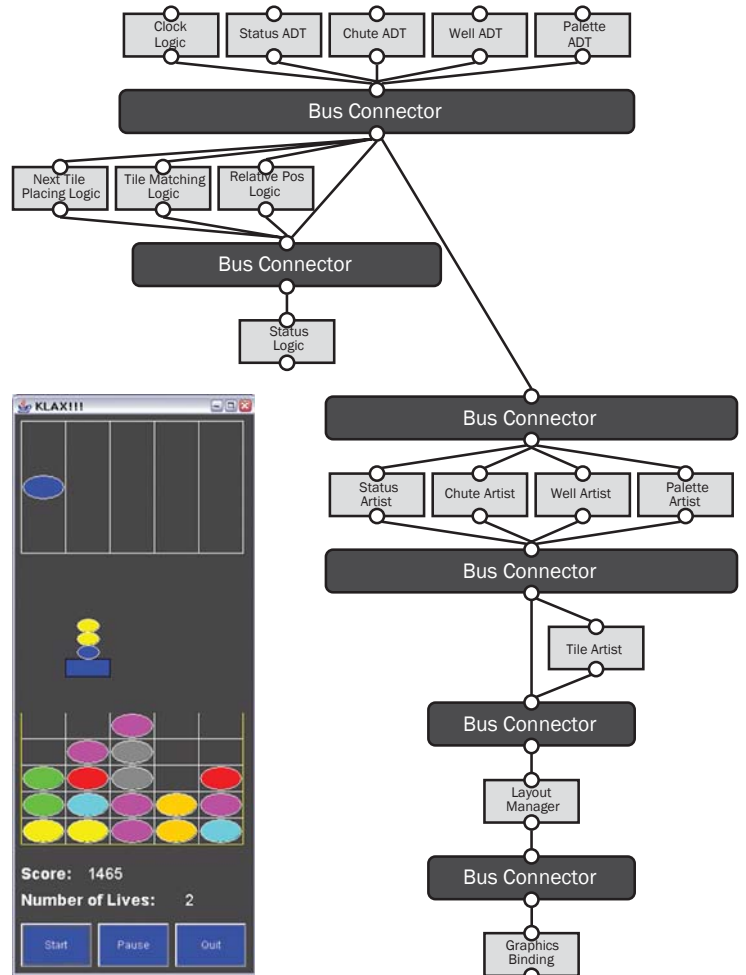 Clock
Logic
Status ADT
Chute ADT
Well ADT
Palette
ADT
Bus Connector
Next Tile
Placing Logic
Tile Matching
Logic
Relative Pos
Logic
Bus Connector
Status
Logic
KLAX!!!
Score: 1465
Number of Lives: 2
Start
Pause
Quit
Bus Connector
Status
Artist
Chute Artist
Well Artist
Palette
Artist
Bus Connector
Tile Artist
Bus Connector
Layout
Manager
Bus Connector
Graphics
Binding